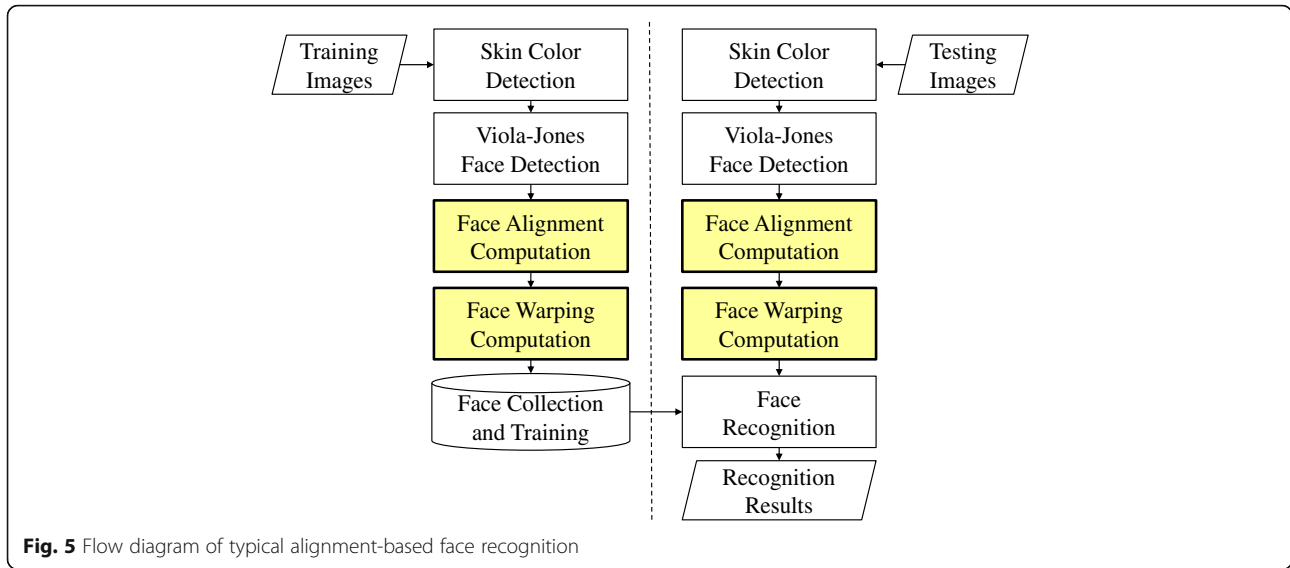 Training
Images
Skin Color
Detection
Viola-Jones
Face Detection
Face Alignment
Computation
Face Warping
Computation
Face Collection
and Training
Skin Color
Detection
Testing
Images
Viola-Jones
Face Detection
Face Alignment
Computation
Face Warping
Computation
Face
Recognition
Recognition
Results
Fig. 5 Flow diagram of typical alignment-based face recognition